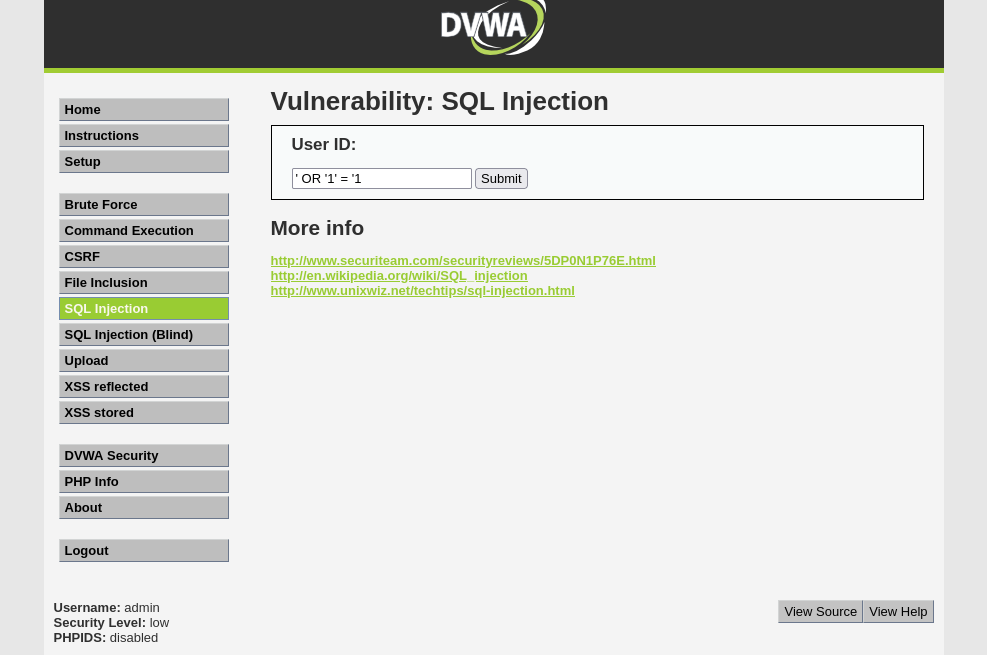 DVWA
Vulnerability: SQL Injection
Home
Instructions
Setup
Brute Force
Command Execution
CSRF
File Inclusion
SQL Injection
SQL Injection (Blind)
Upload
XSS reflected
XSS stored
DVWA Security
PHP Info
About
Logout
User ID:
' OR '1' = '1 Submit
More info
http://www.securiteam.com/securityreviews/5DP0N1P76E.html
http://en.wikipedia.org/wiki/SQL_injection
http://www.unixwiz.net/techtips/sql-injection.html
Username: admin
Security Level: low
PHPIDS: disabled
View Source View Help